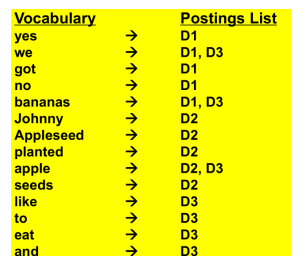 Vocabulary Postings List
yes → D1
we → D1, D3
got → D1
no → D1
bananas → D1, D3
Johnny → D2
Appleseed → D2
planted → D2
apple → D2, D3
seeds → D2
like → D3
to → D3
eat → D3
and → D3